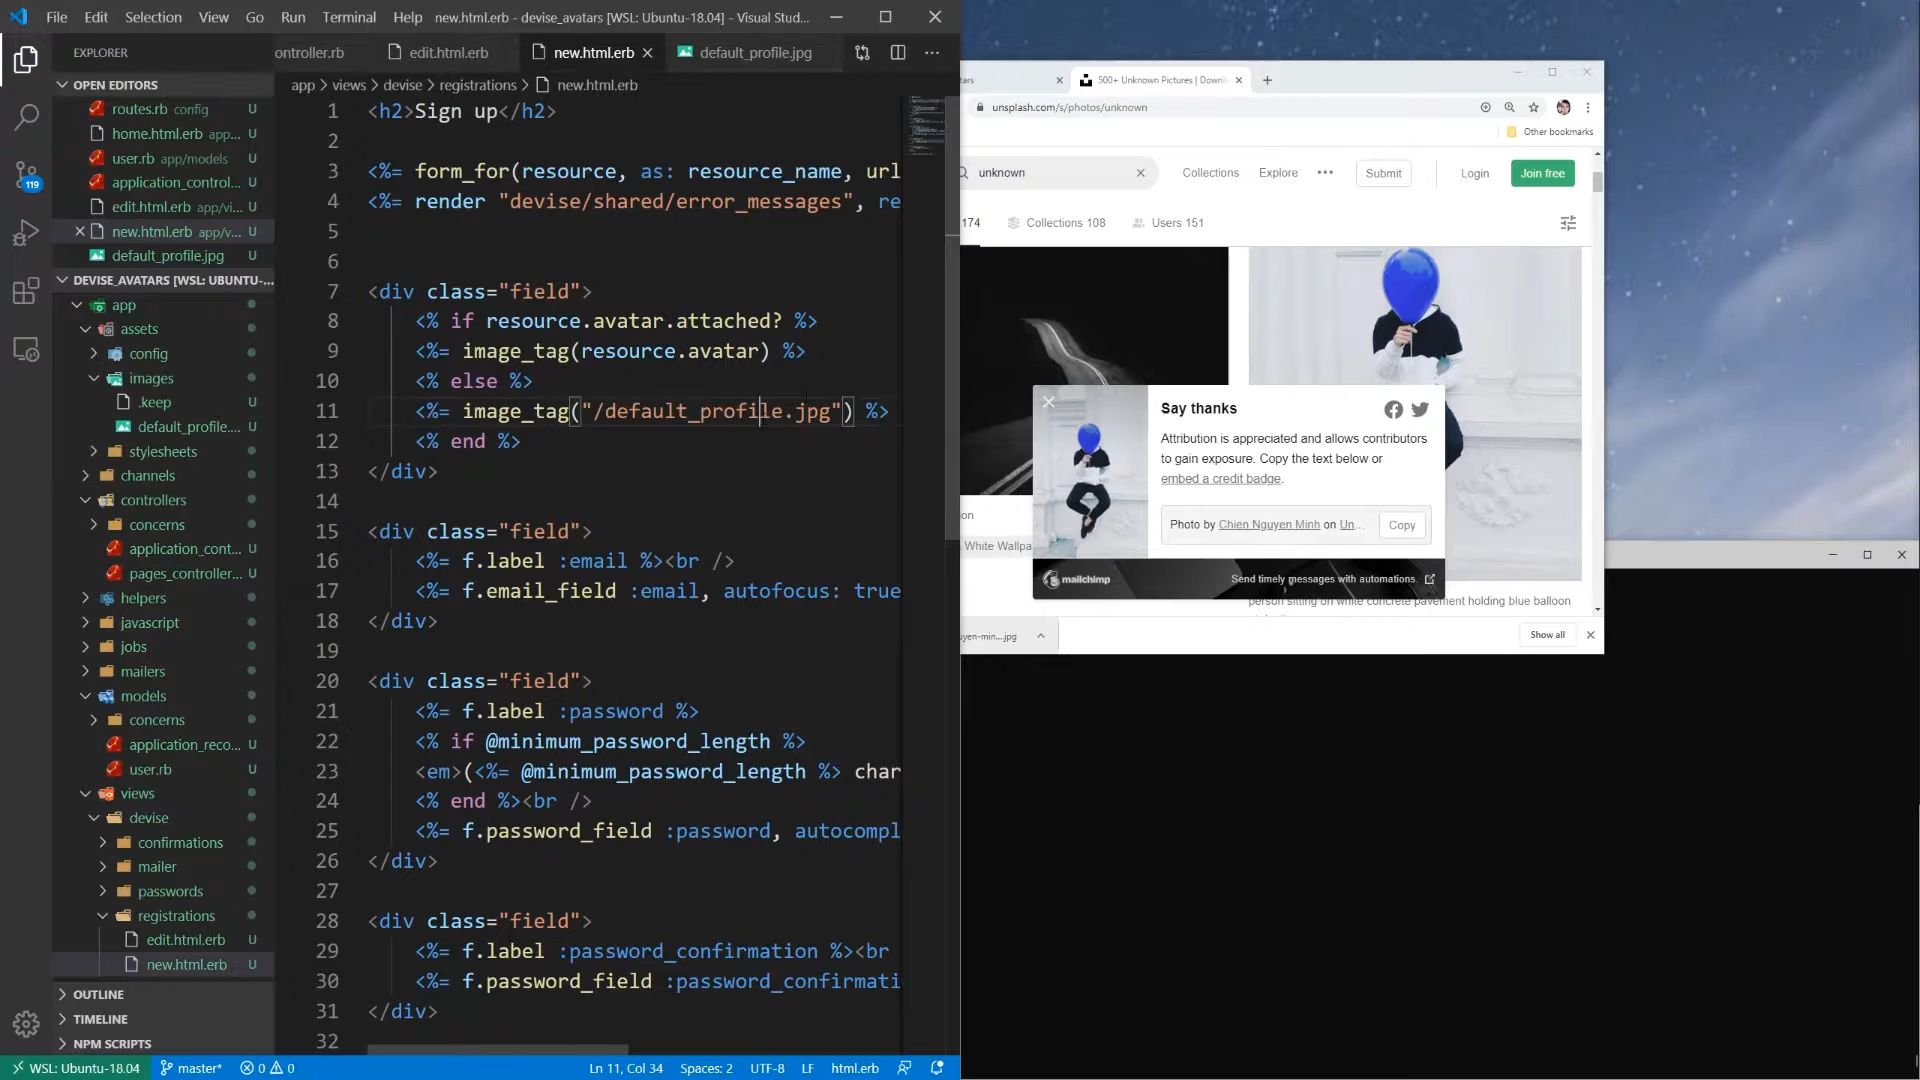 File Edit Selection View Go Run Terminal Help new.html.erb - devise_avatars [WSL: Ubuntu-18.04] - Visual Stud...
EXPLORER
OPEN EDITORS
routes.rb config U
home.html.erb app... U
user.rb app/models U
application_control... U
edit.html.erb app/vi... U
new.html.erb app/v... U
default_profile.jpg U
DEVISE_AVATARS [WSL: UBUNTU-...
app
assets
config
images
.keep U
default_profile.... U
stylesheets
channels
controllers
concerns
application_cont... U
pages_controller... U
helpers
javascript
jobs
mailers
models
concerns
application_reco... U
user.rb U
views
devise
confirmations
mailer
passwords
registrations
edit.html.erb U
new.html.erb U
OUTLINE
TIMELINE
NPM SCRIPTS
119
ontroller.rb edit.html.erb new.html.erb default_profile.jpg
app > views > devise > registrations > new.html.erb
1 <h2>Sign up</h2>
2
3 <%= form_for(resource, as: resource_name, url
4 <%= render "devise/shared/error_messages", re
5
6
7 <div class="field">
8 <% if resource.avatar.attached? %>
9 <%= image_tag(resource.avatar) %>
10 <% else %>
11 <%= image_tag("/default_profile.jpg") %>
12 <% end %>
13 </div>
14
15 <div class="field">
16 <%= f.label :email %><br />
17 <%= f.email_field :email, autofocus: true
18 </div>
19
20 <div class="field">
21 <%= f.label :password %>
22 <% if @minimum_password_length %>
23 <em>(<%= @minimum_password_length %> char
24 <% end %><br />
25 <%= f.password_field :password, autocompl
26 </div>
27
28 <div class="field">
29 <%= f.label :password_confirmation %><br
30 <%= f.password_field :password_confirmati
31 </div>
32
WSL: Ubuntu-18.04 master* 0 0 Ln 11, Col 34 Spaces: 2 UTF-8 LF html.erb
tars 500+ Unknown Pictures | Downl
unsplash.com/s/photos/unknown
Other bookmarks
unknown Collections Explore Submit Login Join free
174 Collections 108 Users 151
Say thanks
Attribution is appreciated and allows contributors
to gain exposure. Copy the text below or
embed a credit badge.
Photo by Chien Nguyen Minh on Un... Copy
on
White Wallpa
mailchimp Send timely messages with automations.
person sitting on white concrete pavement holding blue balloon
uyen-min....jpg Show all